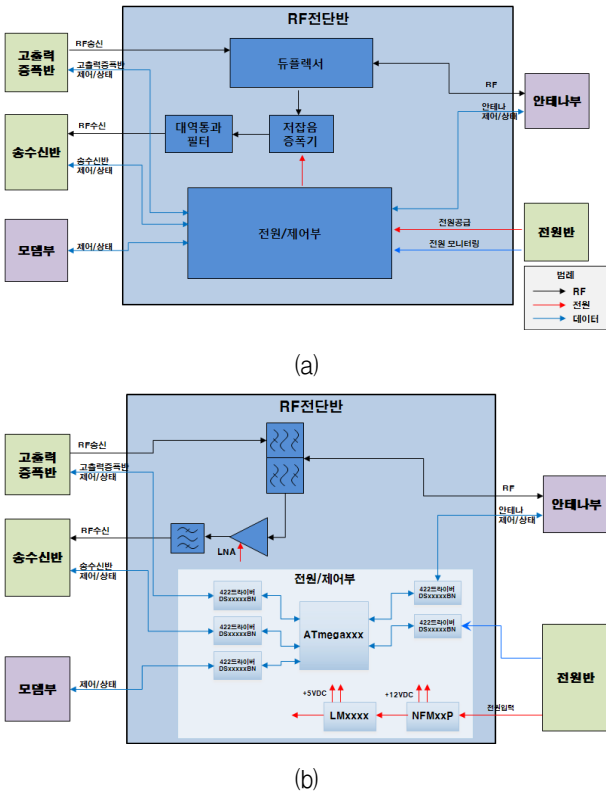 RF전단반
고출력
증폭반
RF송신
고출력증폭반
제어/상태
듀플렉서
RF
안테나부
안테나
제어/상태
송수신반
RF수신
대역통과
필터
저잡음
증폭기
송수신반
제어/상태
모뎀부
제어/상태
전원/제어부
전원공급
전원 모니터링
전원반
범례
RF
전원
데이터
(a)
RF전단반
고출력
증폭반
RF송신
고출력증폭반
제어/상태
RF
안테나부
안테나
제어/상태
송수신반
RF수신
LNA
송수신반
제어/상태
전원/제어부
422드라이버
DSxxxxxBN
422드라이버
DSxxxxxBN
ATmegaxxx
422드라이버
DSxxxxxBN
422드라이버
DSxxxxxBN
422드라이버
DSxxxxxBN
모뎀부
제어/상태
전원반
+5VDC
+12VDC
LMxxxx
NFMxxP
전원입력
(b)